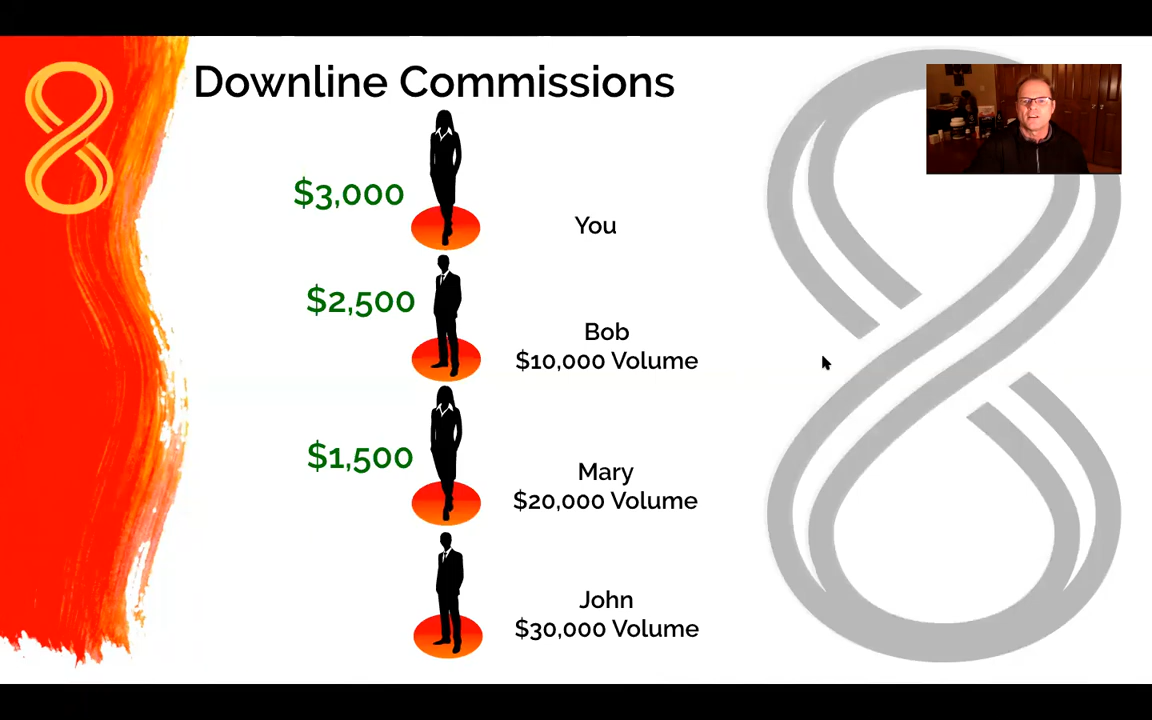 Downline Commissions
$3,000
You
$2,500
Bob
$10,000 Volume
$1,500
Mary
$20,000 Volume
John
$30,000 Volume